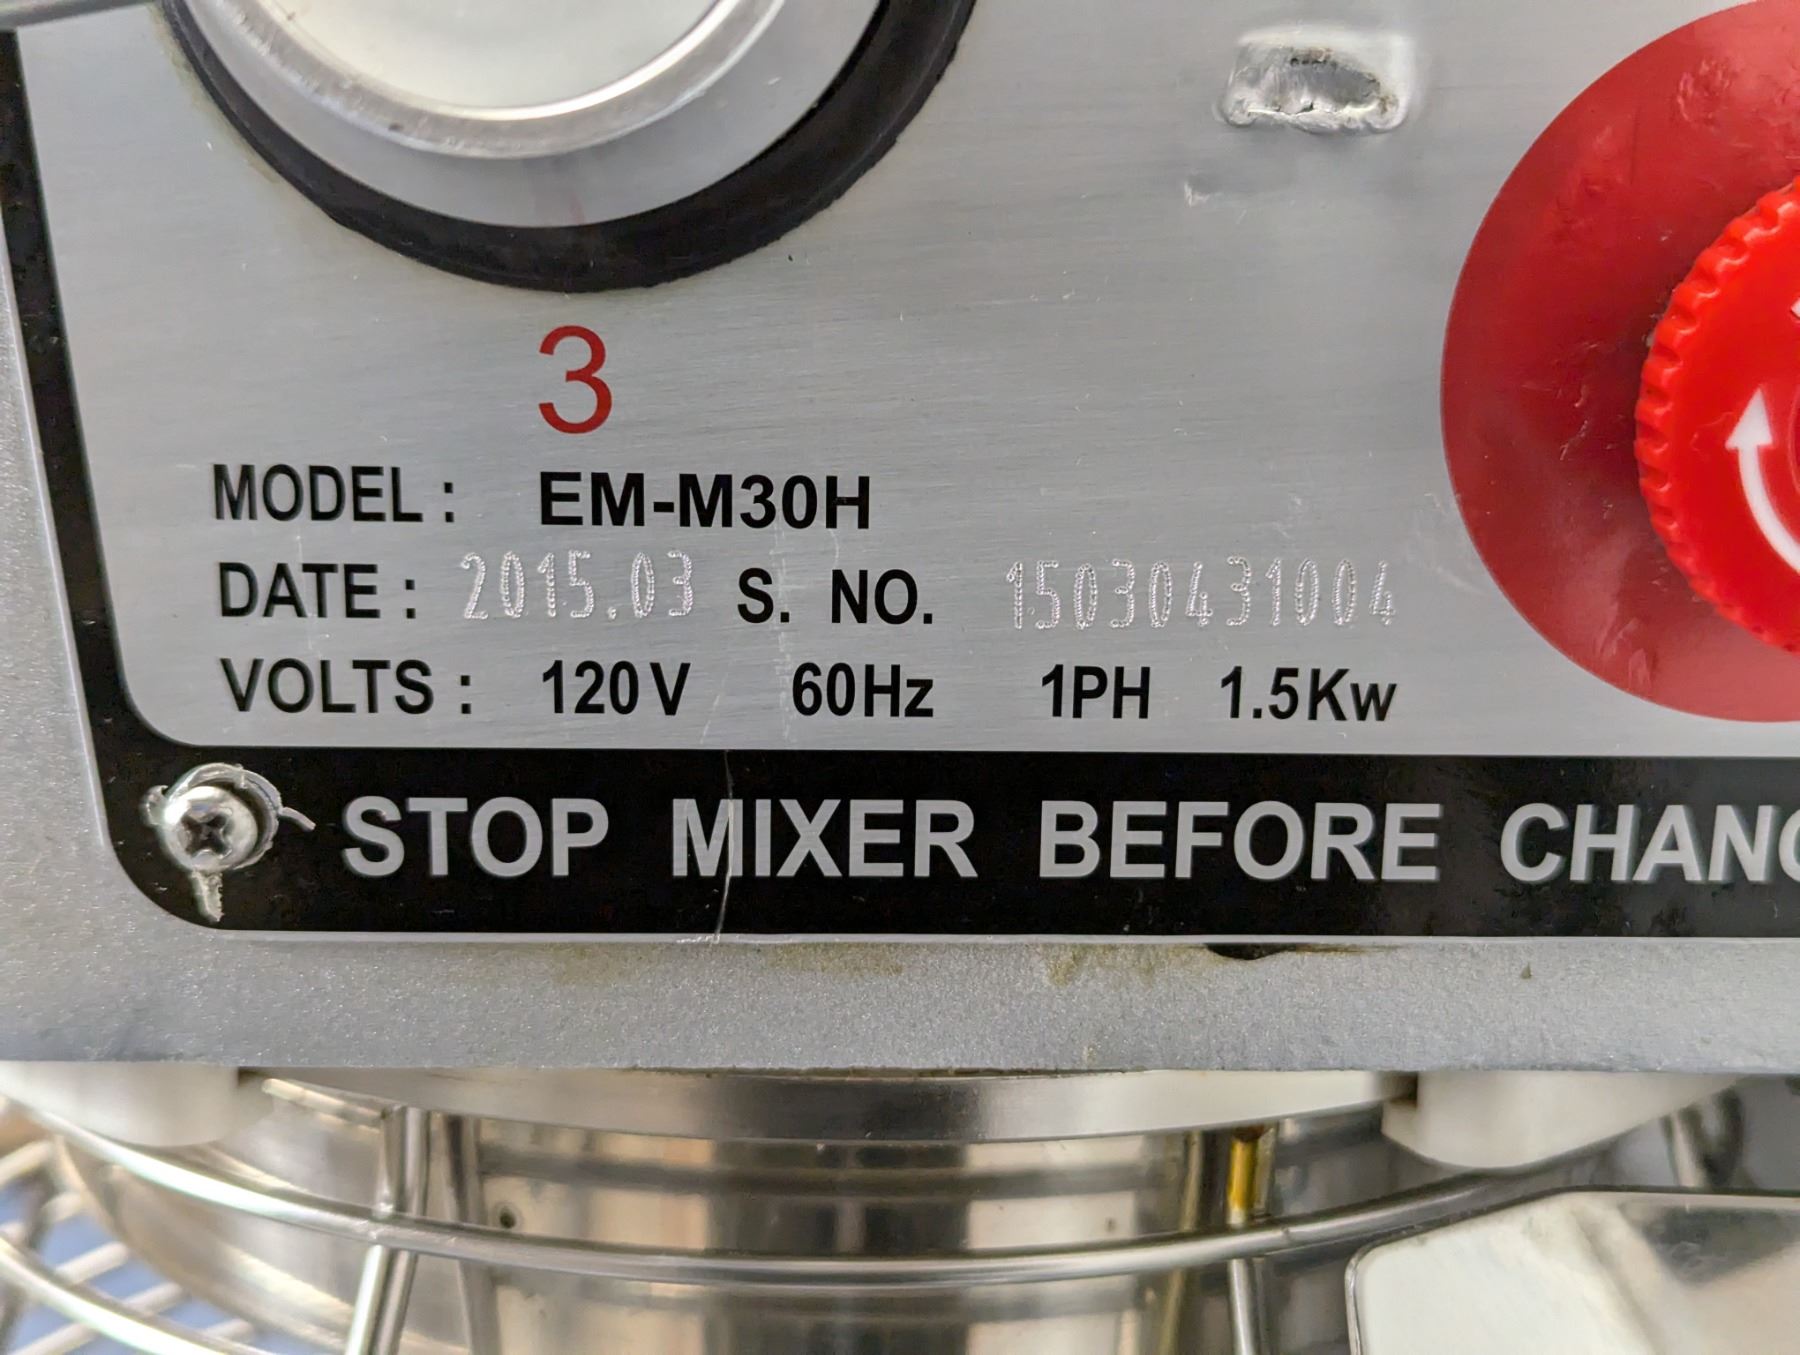 3
MODEL : EM-M30H
DATE : 2015.03 S. NO. 15030431004
VOLTS : 120V 60Hz 1PH 1.5Kw
STOP MIXER BEFORE CHANG